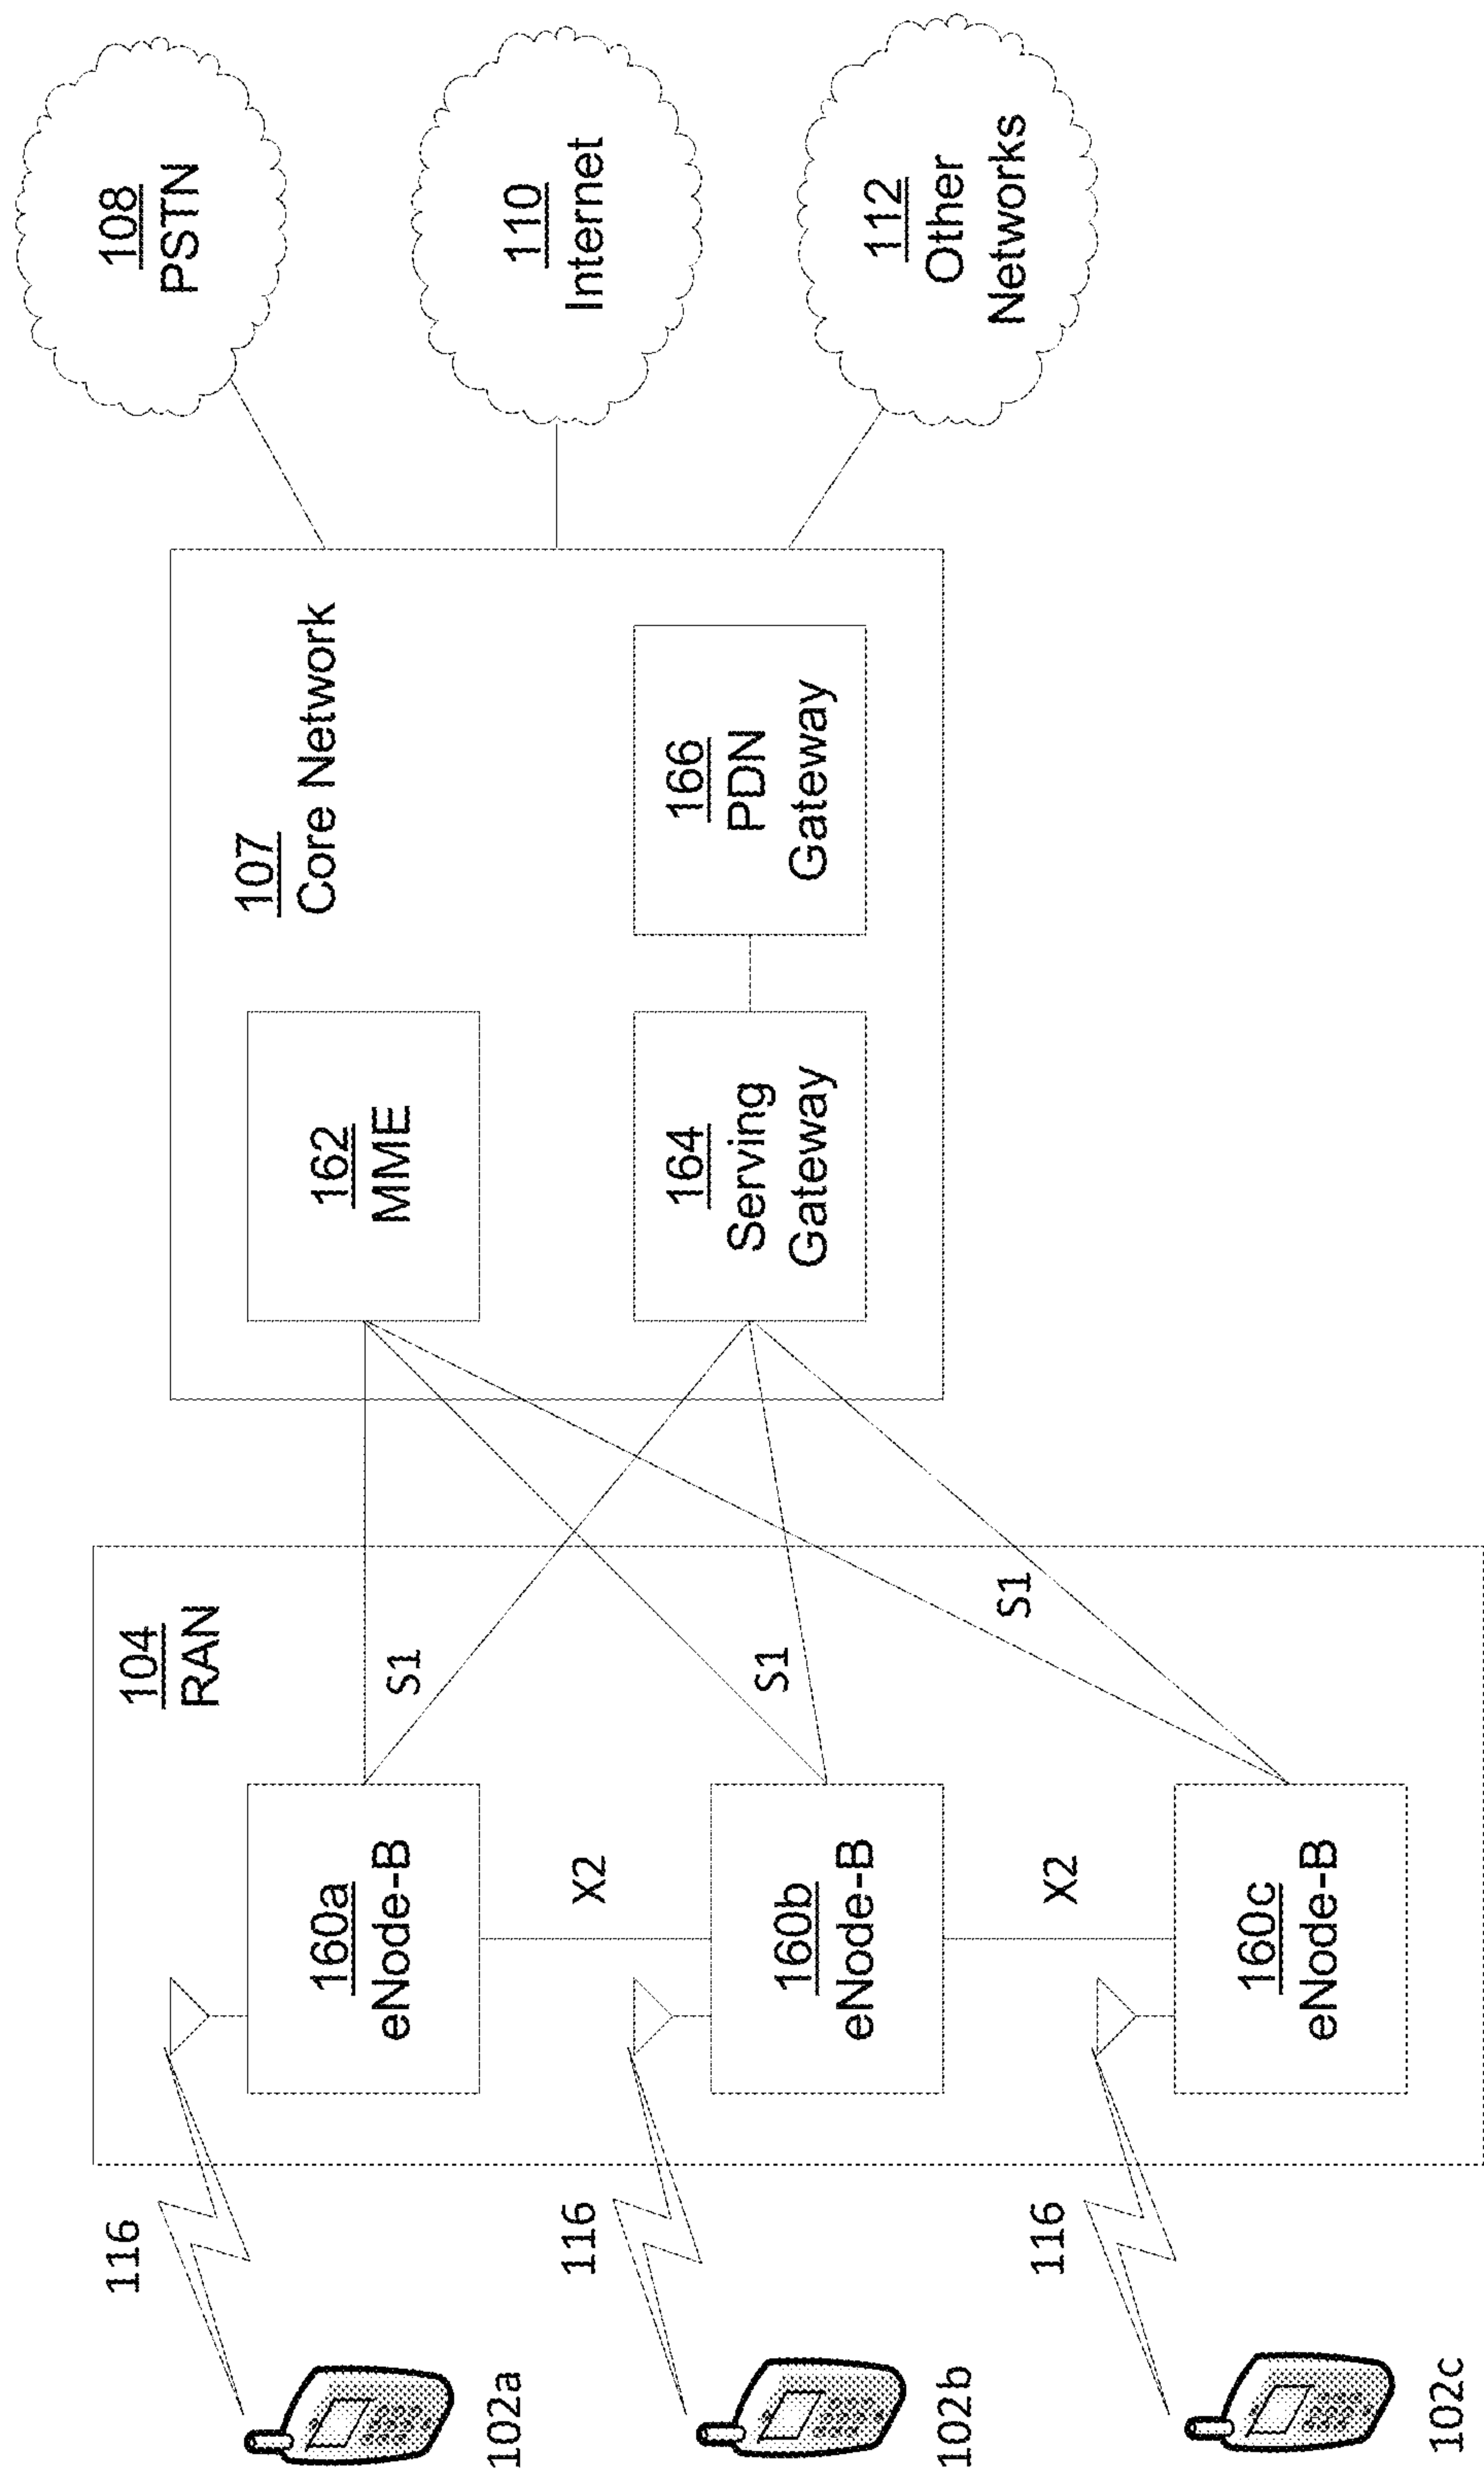 116
102a
116
102b
116
102c
104
RAN
160a
eNode-B
X2
160b
eNode-B
X2
160c
eNode-B
S1
S1
S1
107
Core Network
162
MME
164
Serving
Gateway
166
PDN
Gateway
108
PSTN
110
Internet
112
Other
Networks